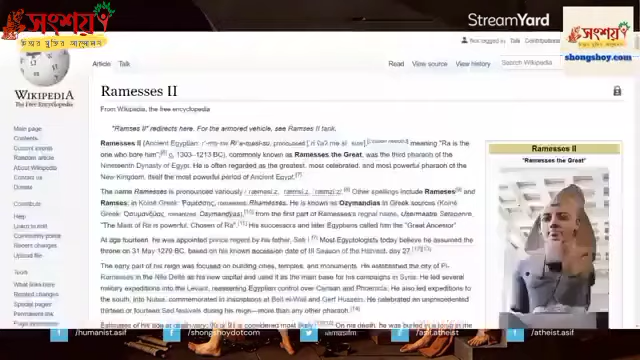 সংশয়
চিন্তার মুক্তির আন্দোলন
StreamYard
সংশয়
চিন্তার মুক্তির আন্দোলন
shongshoy.com
Not logged in Talk Contributions
WIKIPEDIA
The Free Encyclopedia
Article Talk
Read View source View history
Search Wikipedia
Main page
Contents
Current events
Random article
About Wikipedia
Contact us
Donate
Contribute
Help
Learn to edit
Community portal
Recent changes
Upload file
Tools
What links here
Related changes
Special pages
Permanent link
Page information
Ramesses II
From Wikipedia, the free encyclopedia
"Ramses II" redirects here. For the armored vehicle, see Ramses II tank.
Ramesses II (Ancient Egyptian: meaning "Ra is the
one who bore him"; c. 1303–1213 BC), commonly known as Ramesses the Great, was the third pharaoh of the
Nineteenth Dynasty of Egypt. He is often regarded as the greatest, most celebrated, and most powerful pharaoh of the
New Kingdom, itself the most powerful period of Ancient Egypt.
The name Ramesses is pronounced variously Other spellings include Rameses and
Ramses; in Koinē Greek: romanized: Rhaméssēs. He is known as Ozymandias in Greek sources (Koinē
Greek: from the first part of Ramesses's regnal name, Usermaatre Setepenre,
"The Maat of Ra is powerful, Chosen of Ra". His successors and later Egyptians called him the "Great Ancestor"
At age fourteen, he was appointed prince regent by his father, Seti I. Most Egyptologists today believe he assumed the
throne on 31 May 1279 BC, based on his known accession date of III Season of the Harvest, day 27.
The early part of his reign was focused on building cities, temples, and monuments. He established the city of Pi-
Ramesses in the Nile Delta as his new capital and used it as the main base for his campaigns in Syria. He led several
military expeditions into the Levant, reasserting Egyptian control over Canaan and Phoenicia. He also led expeditions to
the south, into Nubia, commemorated in inscriptions at Beit el-Wali and Gerf Hussein. He celebrated an unprecedented
thirteen or fourteen Sed festivals during his reign—more than any other pharaoh.
Ramesses II
"Ramesses the Great"
/humanist.asif
/shongshoydotcom
/asif.atheist
/atheist.asif